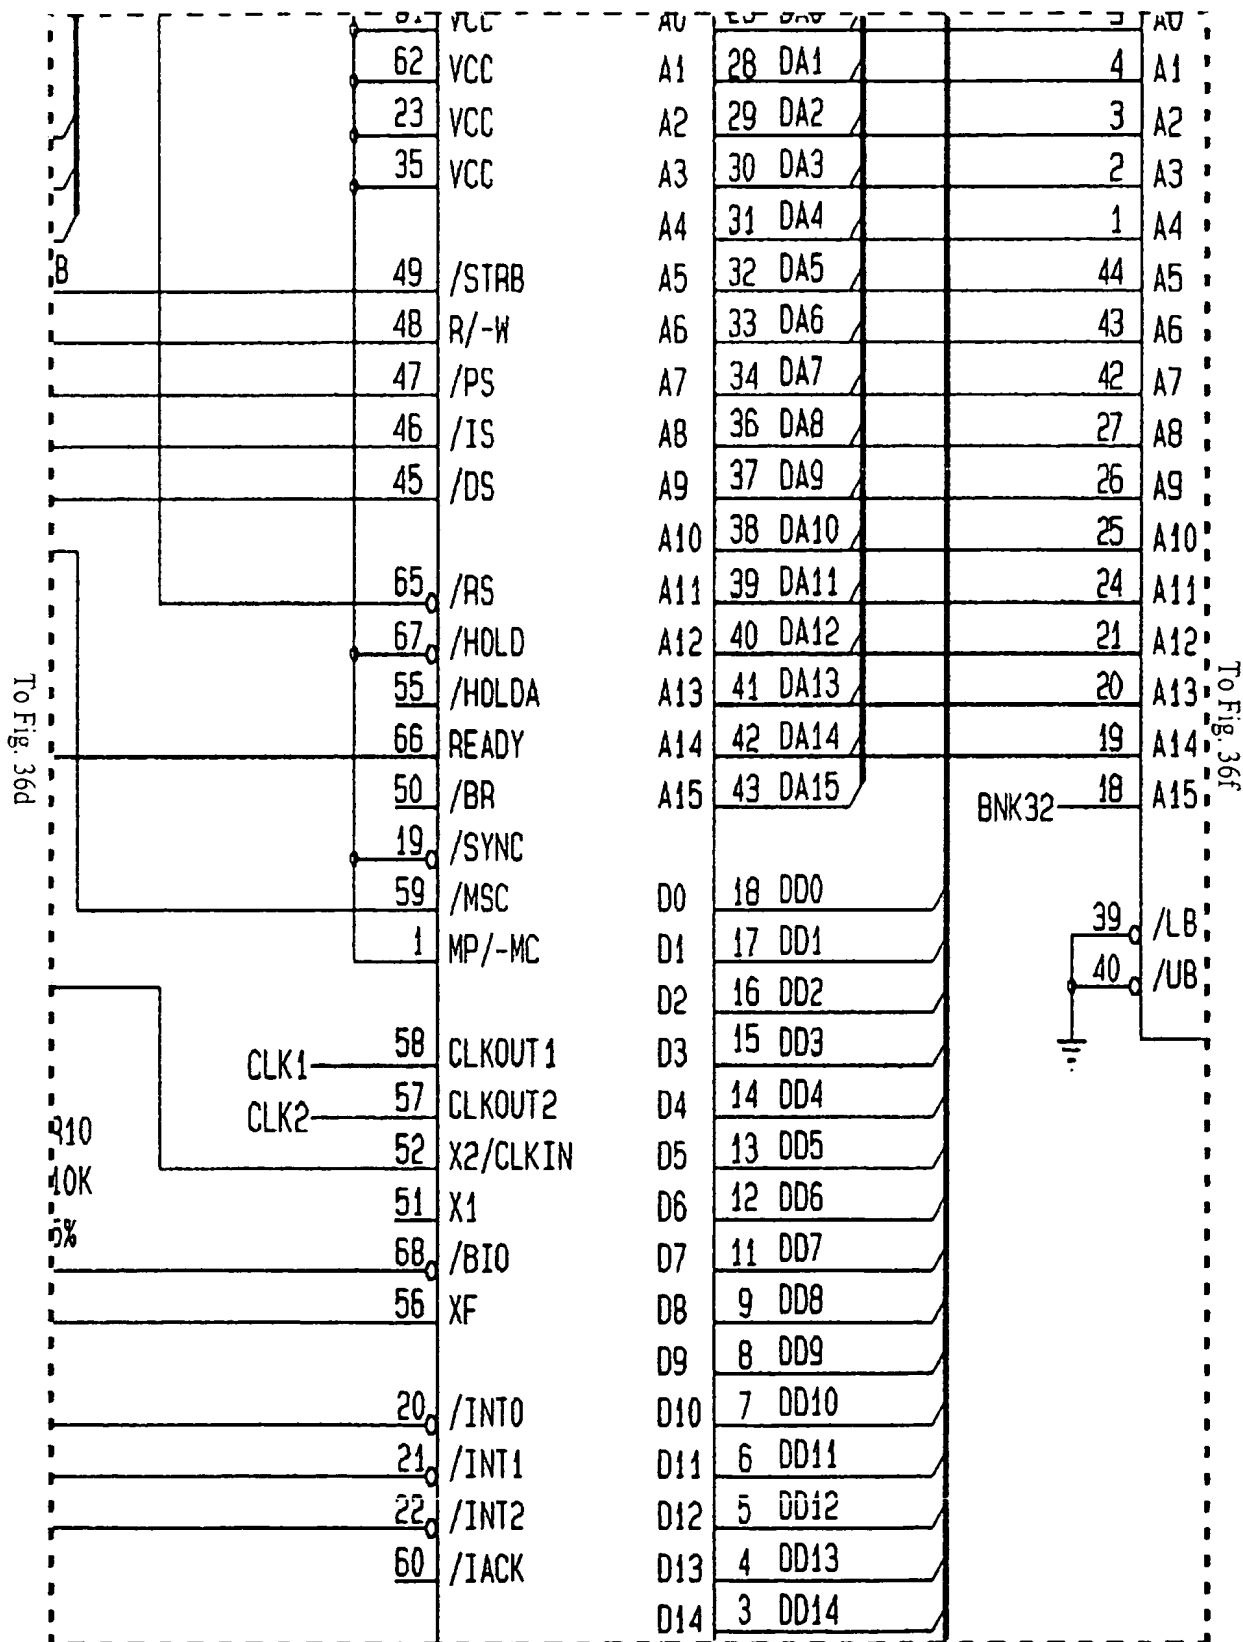 VCC A0 DA0 A0
62 VCC A1 28 DA1 4 A1
23 VCC A2 29 DA2 3 A2
35 VCC A3 30 DA3 2 A3
A4 31 DA4 1 A4
B 49 /STRB A5 32 DA5 44 A5
48 R/-W A6 33 DA6 43 A6
47 /PS A7 34 DA7 42 A7
46 /IS A8 36 DA8 27 A8
45 /DS A9 37 DA9 26 A9
A10 38 DA10 25 A10
65 /RS A11 39 DA11 24 A11
67 /HOLD A12 40 DA12 21 A12
55 /HOLDA A13 41 DA13 20 A13
66 READY A14 42 DA14 19 A14
50 /BR A15 43 DA15 BNK32 18 A15
To Fig. 36d
To Fig. 36f
19 /SYNC
59 /MSC D0 18 DD0 39 /LB
1 MP/-MC D1 17 DD1 40 /UB
D2 16 DD2
CLK1 58 CLKOUT1 D3 15 DD3
CLK2 57 CLKOUT2 D4 14 DD4
R10 52 X2/CLKIN D5 13 DD5
10K 51 X1 D6 12 DD6
5% 68 /BIO D7 11 DD7
56 XF D8 9 DD8
D9 8 DD9
20 /INT0 D10 7 DD10
21 /INT1 D11 6 DD11
22 /INT2 D12 5 DD12
60 /IACK D13 4 DD13
D14 3 DD14